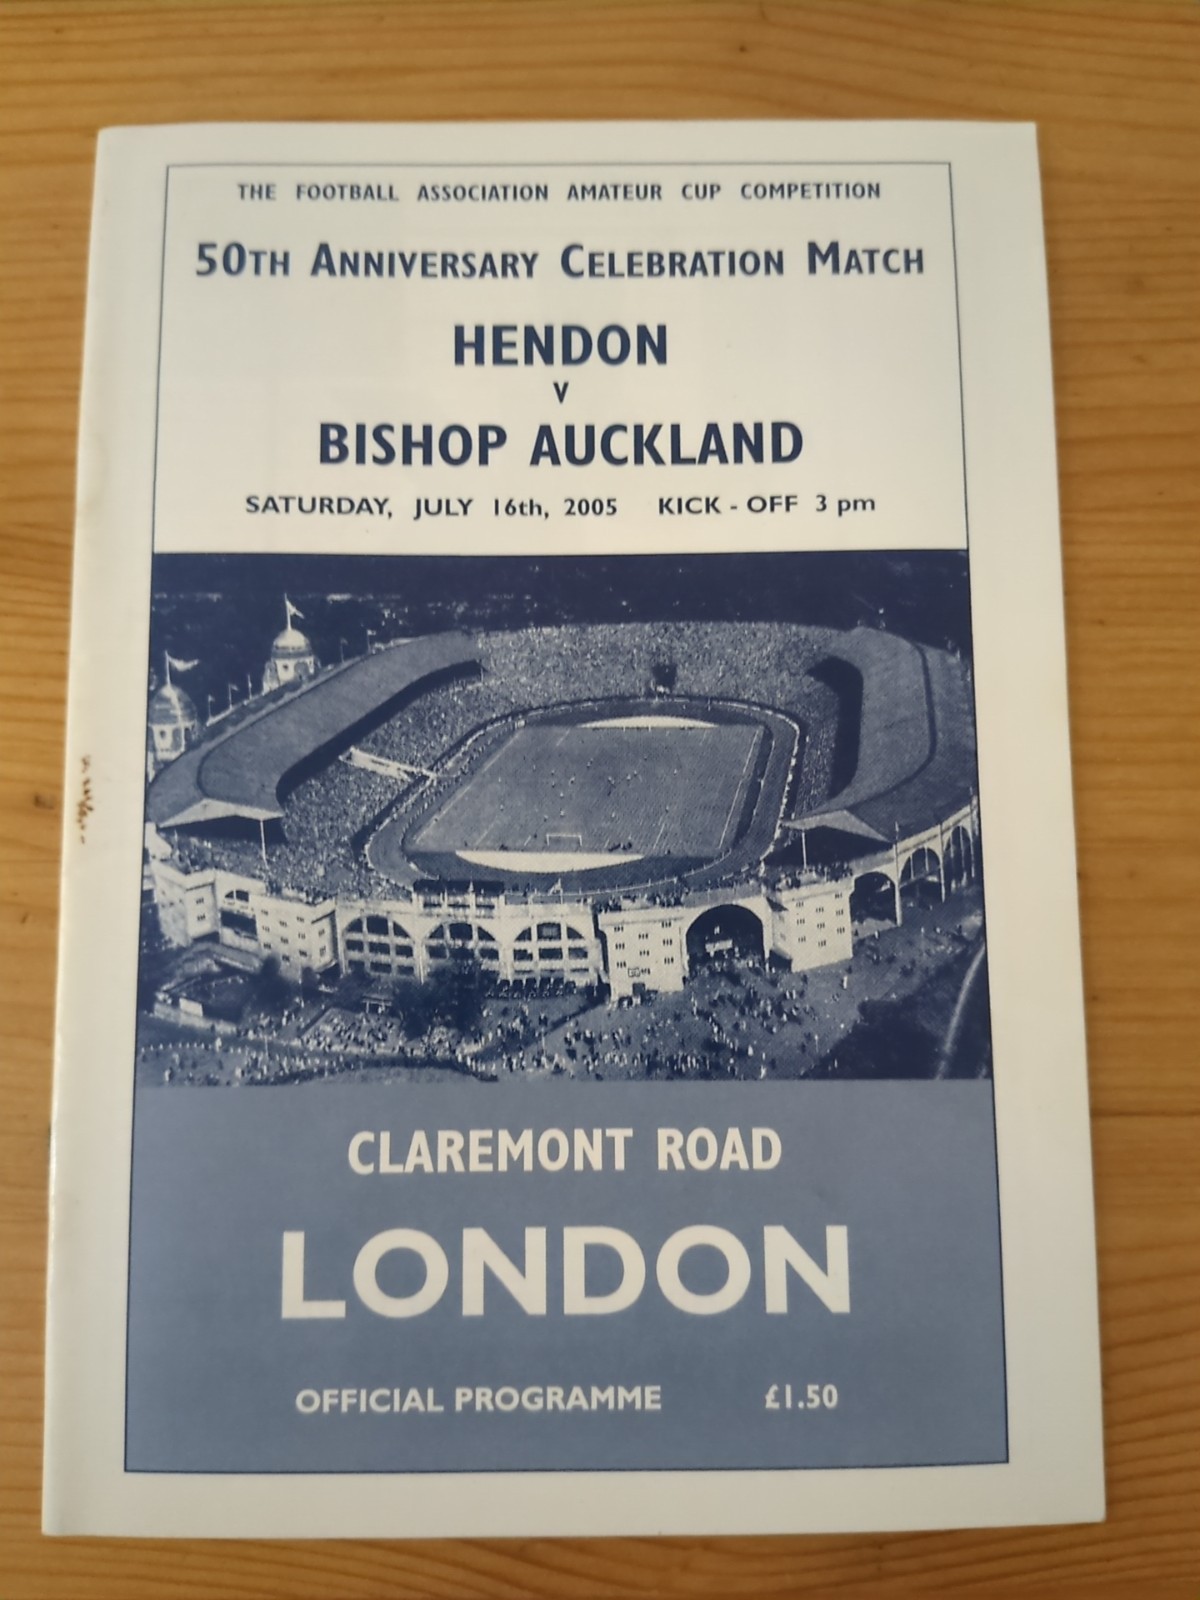 THE FOOTBALL ASSOCIATION AMATEUR CUP COMPETITION
50TH ANNIVERSARY CELEBRATION MATCH
HENDON
V
BISHOP AUCKLAND
SATURDAY, JULY 16th, 2005 KICK - OFF 3 pm
CLAREMONT ROAD
LONDON
OFFICIAL PROGRAMME £1.50